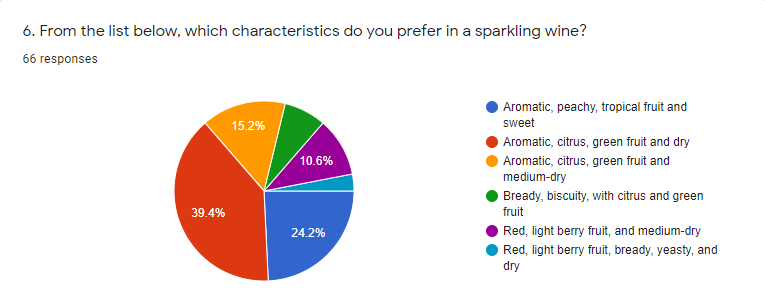 6. From the list below, which characteristics do you prefer in a sparkling wine?
66 responses
15.2%
10.6%
39.4%
24.2%
Aromatic, peachy, tropical fruit and
sweet
Aromatic, citrus, green fruit and dry
Aromatic, citrus, green fruit and
medium-dry
Bready, biscuity, with citrus and green
fruit
Red, light berry fruit, and medium-dry
Red, light berry fruit, bready, yeasty, and
dry